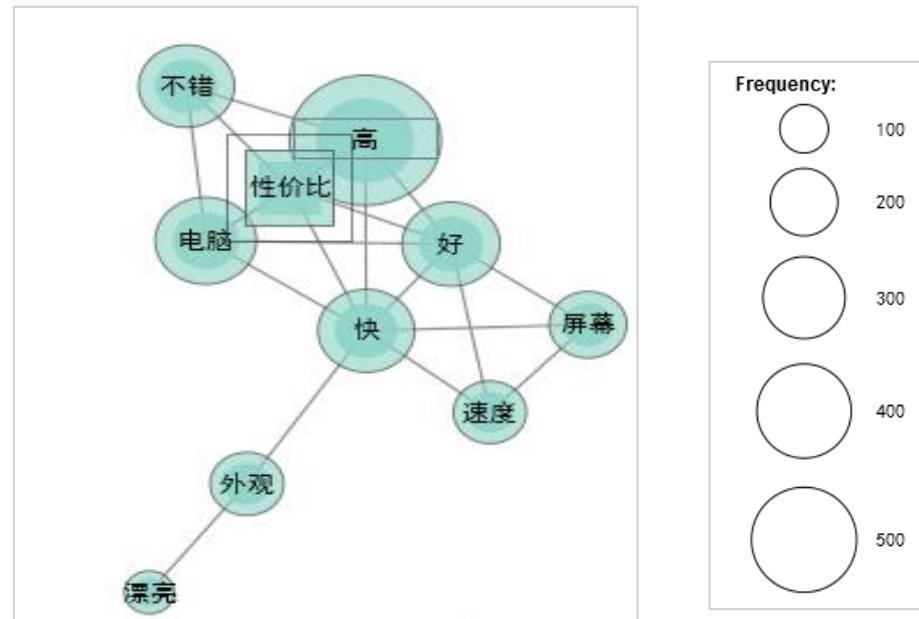 不错
高
性价比
电脑
好
快
屏幕
速度
外观
漂亮
Frequency:
100
200
300
400
500